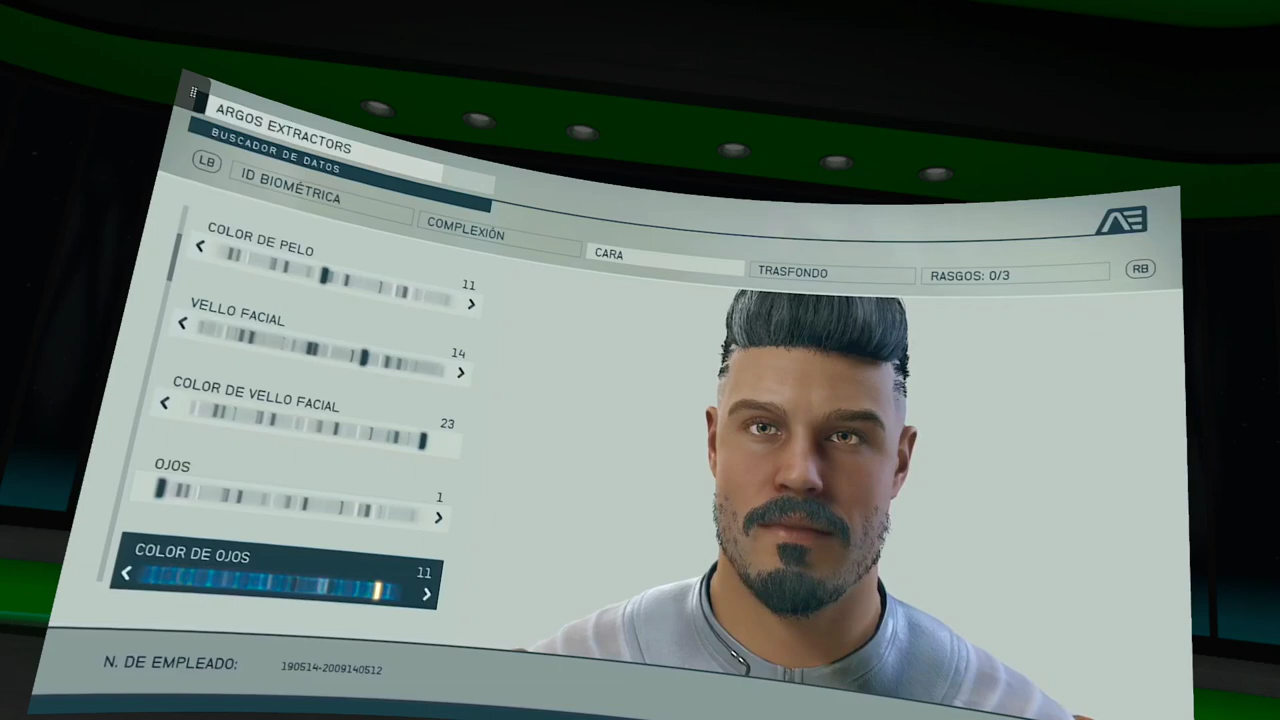 ARGOS EXTRACTORS
BUSCADOR DE DATOS
LB
ID BIOMÉTRICA
COMPLEXIÓN
CARA
TRASFONDO
RASGOS: 0/3
RB
AE
COLOR DE PELO
11
VELLO FACIAL
14
COLOR DE VELLO FACIAL
23
OJOS
1
COLOR DE OJOS
11
N. DE EMPLEADO: 190514-2009140512